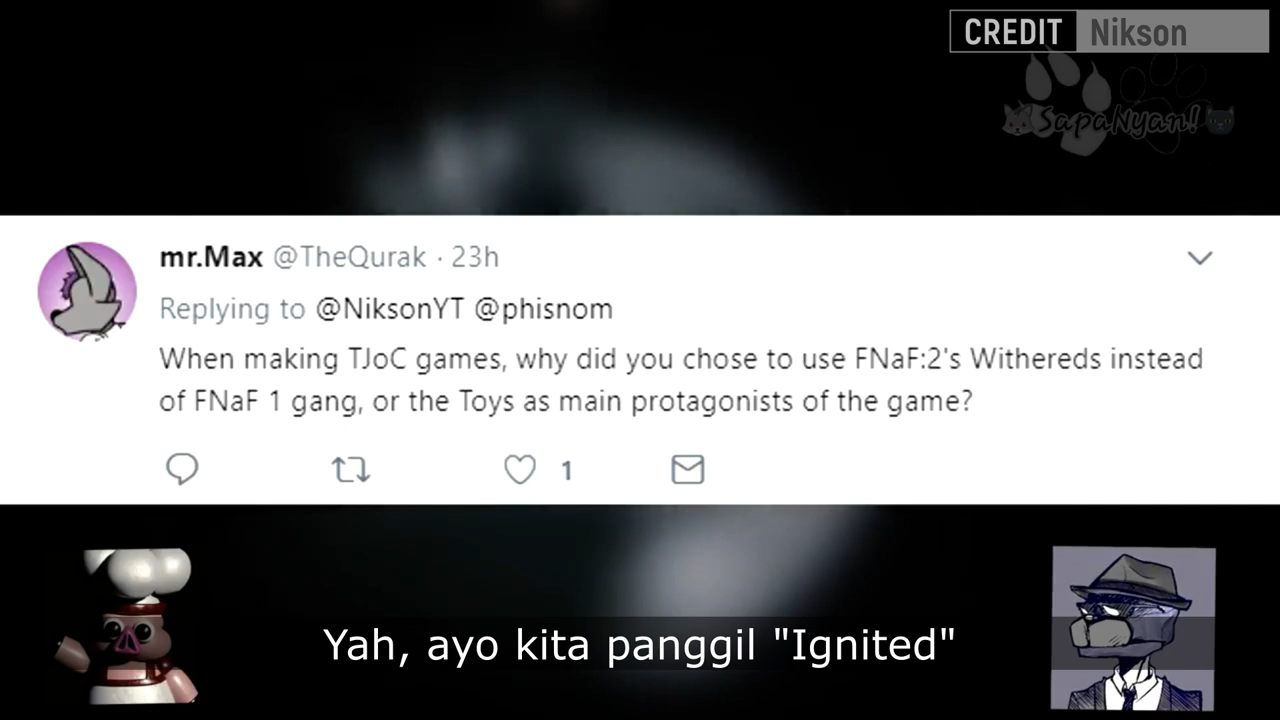 CREDIT Nikson
SapaNyan!
mr.Max @TheQurak · 23h
Replying to @NiksonYT @phisnom
When making TJoC games, why did you chose to use FNaF:2's Withereds instead
of FNaF 1 gang, or the Toys as main protagonists of the game?
1
Yah, ayo kita panggil "Ignited"